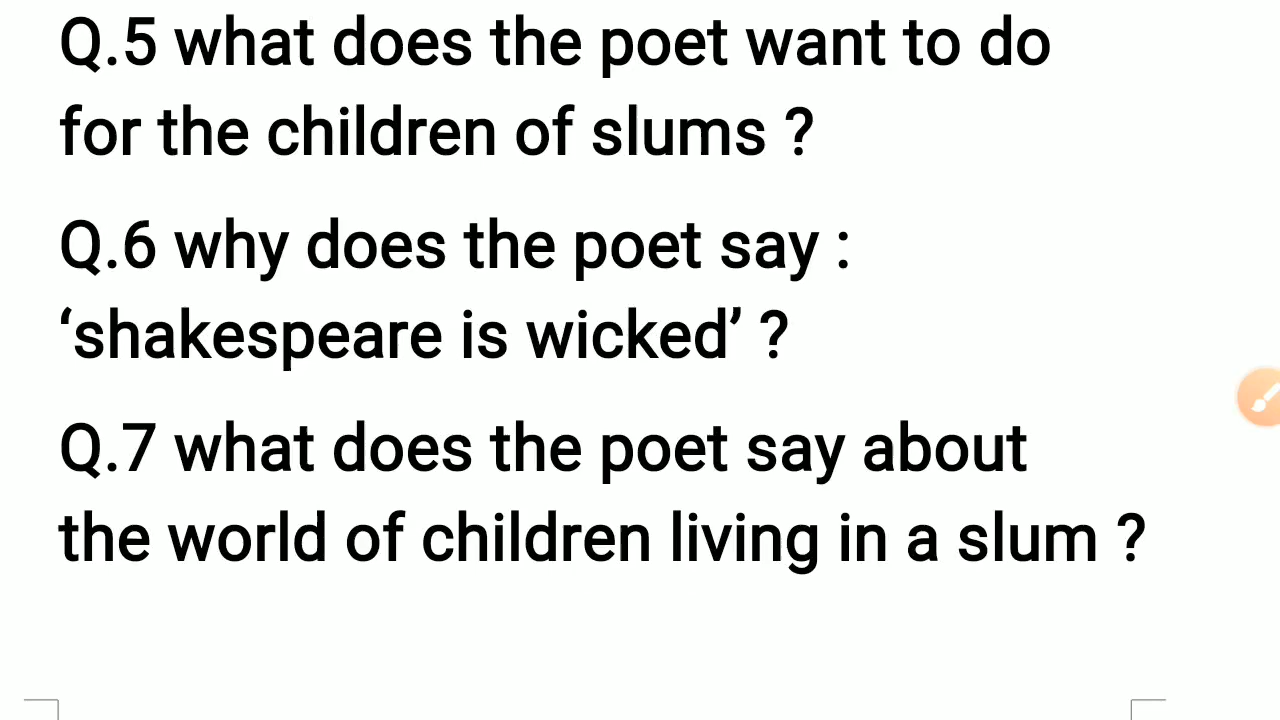 Q.5 what does the poet want to do
for the children of slums ?
Q.6 why does the poet say :
‘shakespeare is wicked’ ?
Q.7 what does the poet say about
the world of children living in a slum ?